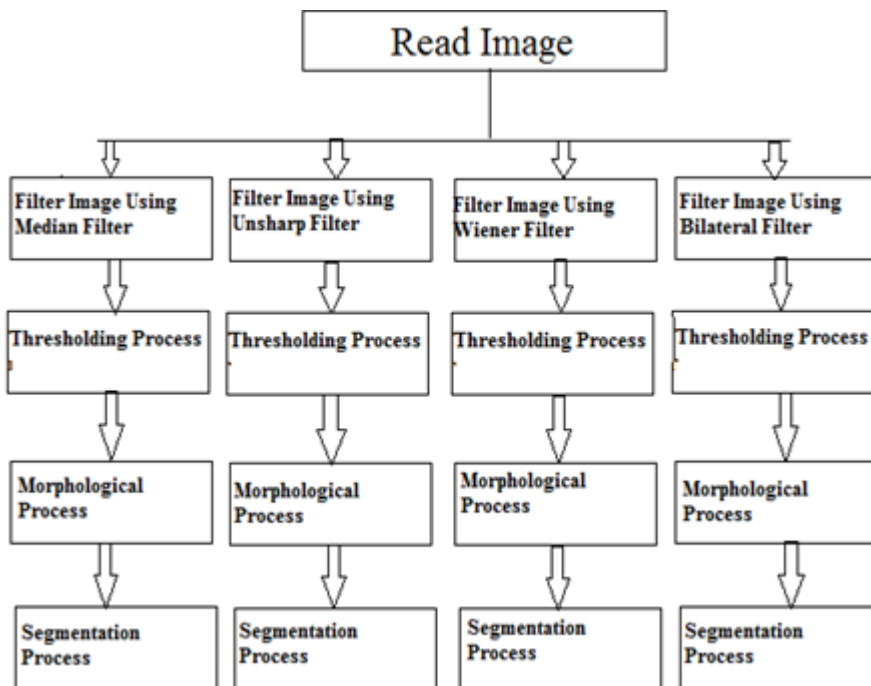 Read Image
Filter Image Using
Median Filter
Filter Image Using
Unsharp Filter
Filter Image Using
Wiener Filter
Filter Image Using
Bilateral Filter
Thresholding Process
Thresholding Process
Thresholding Process
Thresholding Process
Morphological
Process
Morphological
Process
Morphological
Process
Morphological
Process
Segmentation
Process
Segmentation
Process
Segmentation
Process
Segmentation
Process